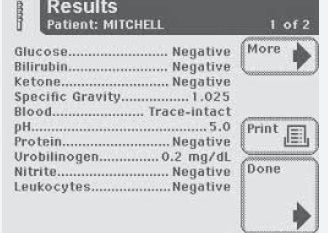 Results
Patient: MITCHELL 1 of 2
Glucose........................ Negative
Bilirubin....................... Negative
Ketone......................... Negative
Specific Gravity............... 1.025
Blood.................... Trace-intact
pH................................. 5.0
Protein......................... Negative
Urobilinogen............. 0.2 mg/dL
Nitrite.......................... Negative
Leukocytes.................... Negative
More
Print
Done